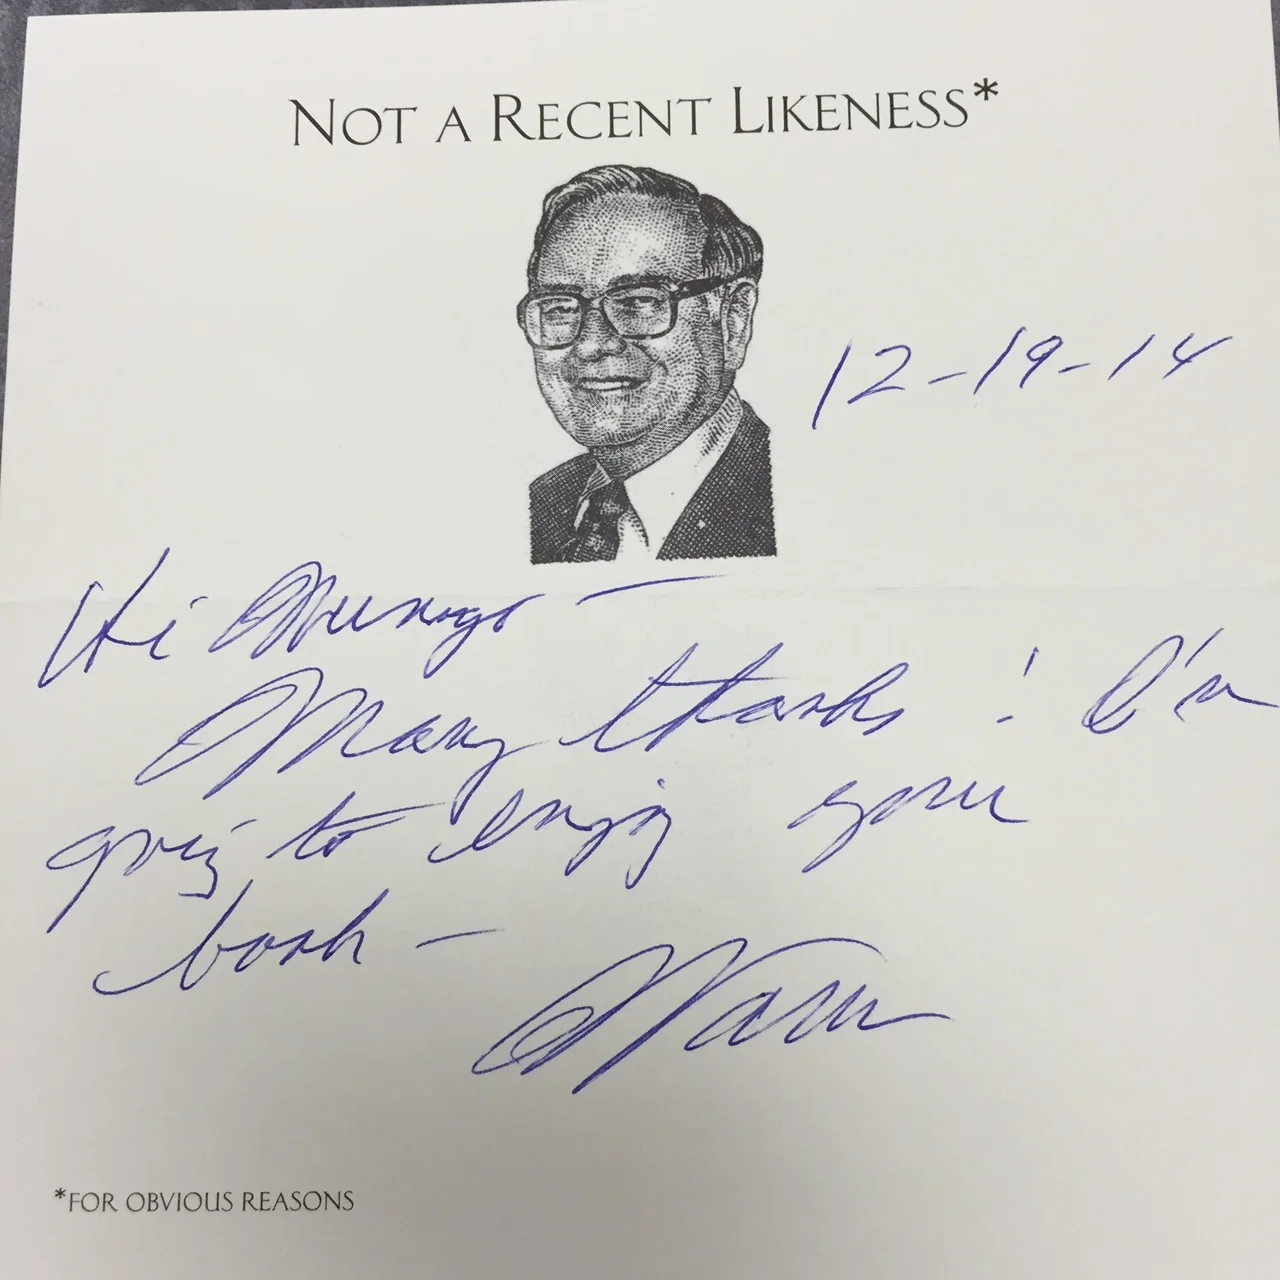 NOT A RECENT LIKENESS*
12-19-14
Hi
Many thanks! I'm
going to enjoy your
book —
*FOR OBVIOUS REASONS